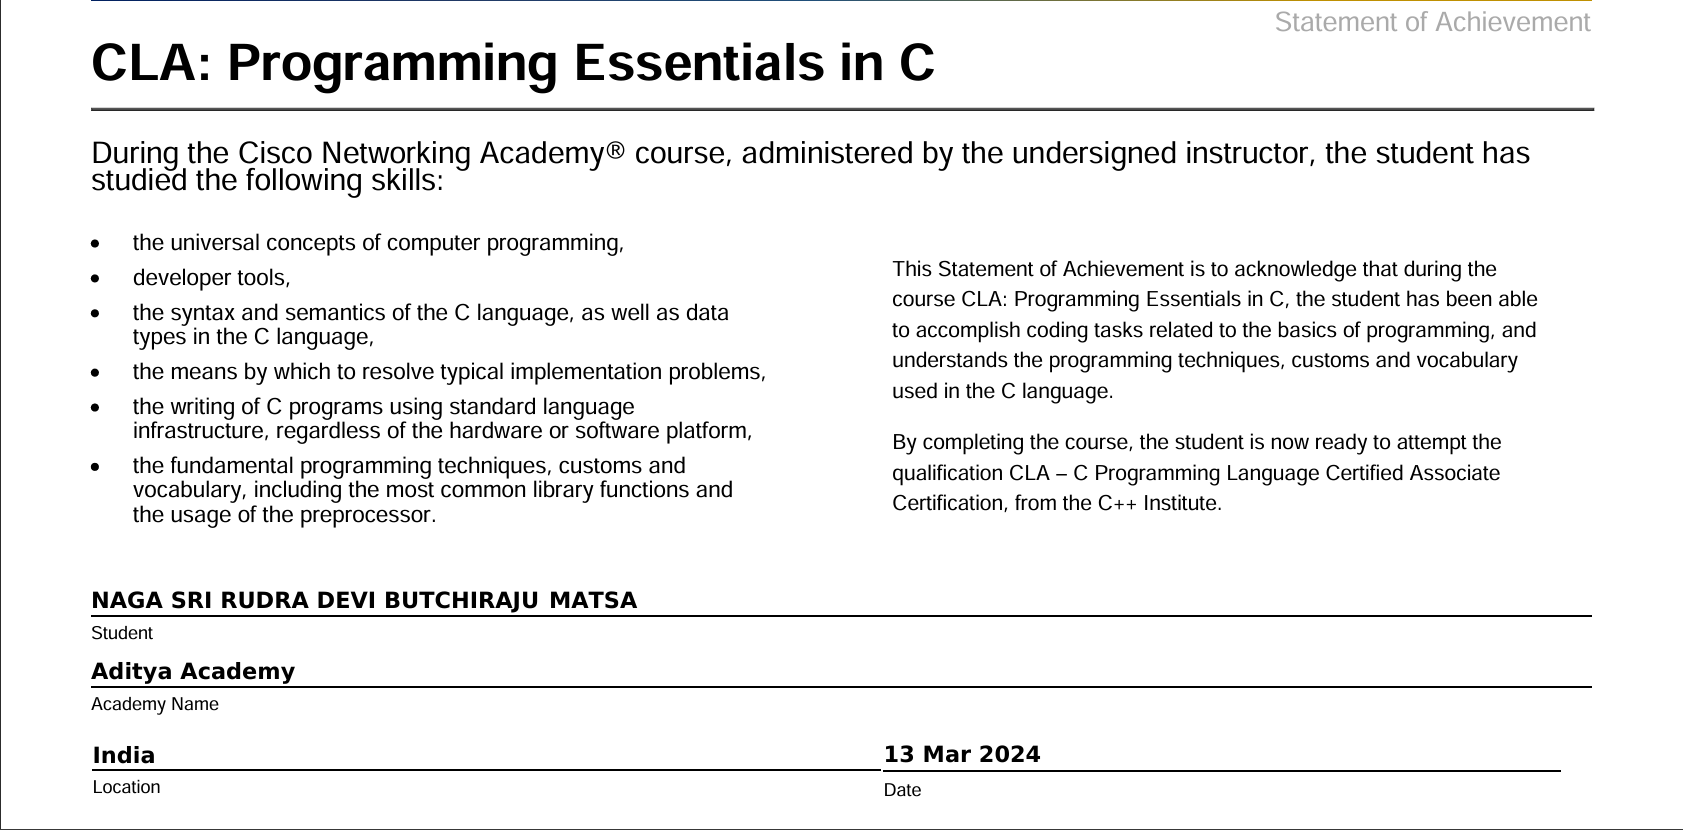 Statement of Achievement
CLA: Programming Essentials in C
During the Cisco Networking Academy® course, administered by the undersigned instructor, the student has
studied the following skills:
• the universal concepts of computer programming,
• developer tools,
• the syntax and semantics of the C language, as well as data
types in the C language,
• the means by which to resolve typical implementation problems,
• the writing of C programs using standard language
infrastructure, regardless of the hardware or software platform,
• the fundamental programming techniques, customs and
vocabulary, including the most common library functions and
the usage of the preprocessor.
This Statement of Achievement is to acknowledge that during the
course CLA: Programming Essentials in C, the student has been able
to accomplish coding tasks related to the basics of programming, and
understands the programming techniques, customs and vocabulary
used in the C language.
By completing the course, the student is now ready to attempt the
qualification CLA – C Programming Language Certified Associate
Certification, from the C++ Institute.
NAGA SRI RUDRA DEVI BUTCHIRAJU MATSA
Student
Aditya Academy
Academy Name
India
Location
13 Mar 2024
Date